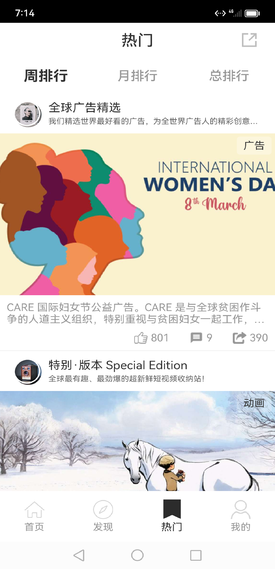 7:14
热门
周排行
月排行
总排行
全球广告精选
我们精选世界最好看的广告，为全世界广告人的精彩创意…
广告
INTERNATIONAL
WOMEN'S DA
8th March
CARE 国际妇女节公益广告。CARE 是与全球贫困作斗
争的人道主义组织，特别重视与贫困妇女一起工作，…
801
9
390
特别·版本 Special Edition
全球最有趣、最劲爆的超新鲜短视频收纳站！
动画
首页
发现
热门
我的